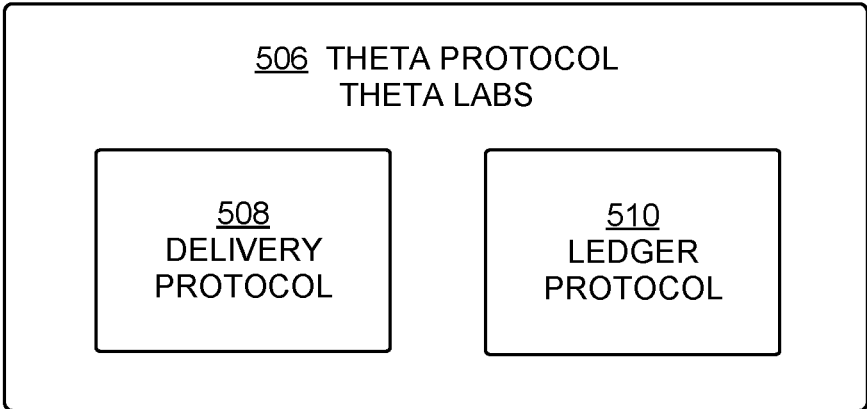 506 THETA PROTOCOL
THETA LABS
508
DELIVERY
PROTOCOL
510
LEDGER
PROTOCOL